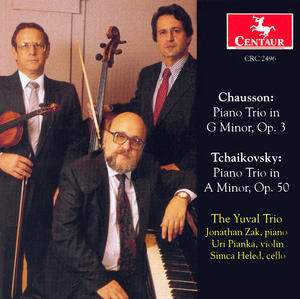 CENTAUR
CRC 2496
Chausson:
Piano Trio in
G Minor, Op. 3
Tchaikovsky:
Piano Trio in
A Minor, Op. 50
The Yuval Trio
Jonathan Zak, piano
Uri Pianka, violin
Simca Heled, cello